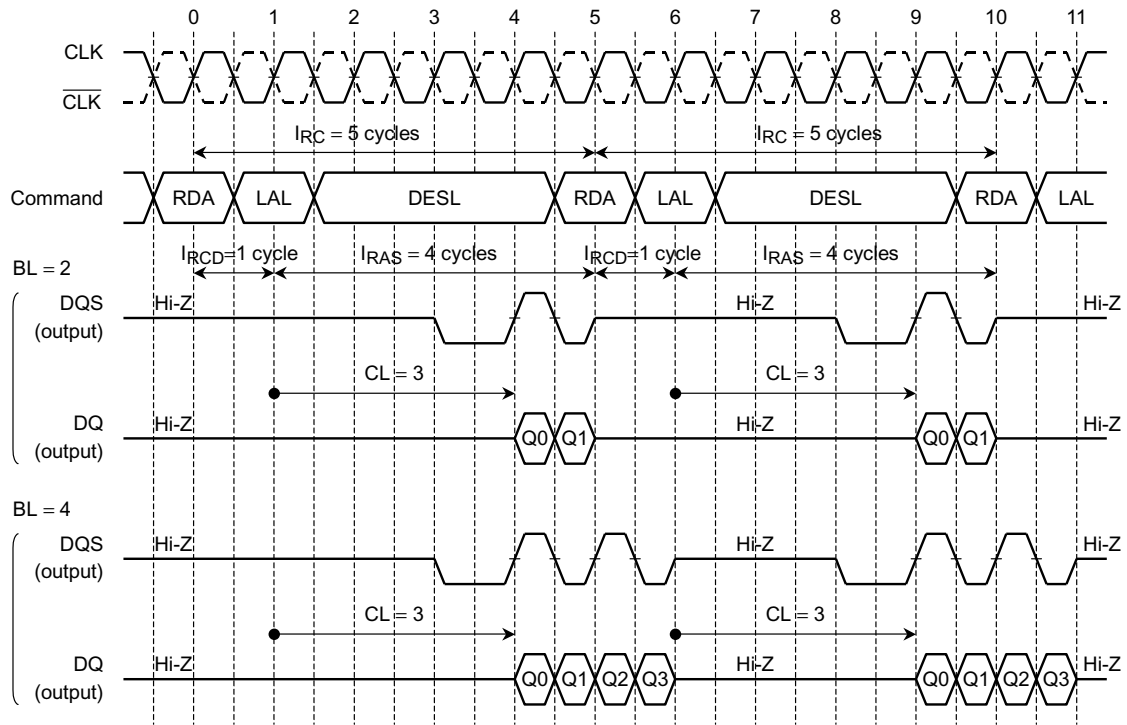 0 1 2 3 4 5 6 7 8 9 10 11
CLK
CLK
IRC = 5 cycles IRC = 5 cycles
Command RDA LAL DESL RDA LAL DESL RDA LAL
IRCD=1 cycle IRAS = 4 cycles IRCD=1 cycle IRAS = 4 cycles
BL = 2
DQS Hi-Z Hi-Z Hi-Z
(output)
CL = 3 CL = 3
DQ Hi-Z Q0 Q1 Hi-Z Q0 Q1 Hi-Z
(output)
BL = 4
DQS Hi-Z Hi-Z Hi-Z
(output)
CL = 3 CL = 3
DQ Hi-Z Q0 Q1 Q2 Q3 Hi-Z Q0 Q1 Q2 Q3 Hi-Z
(output)